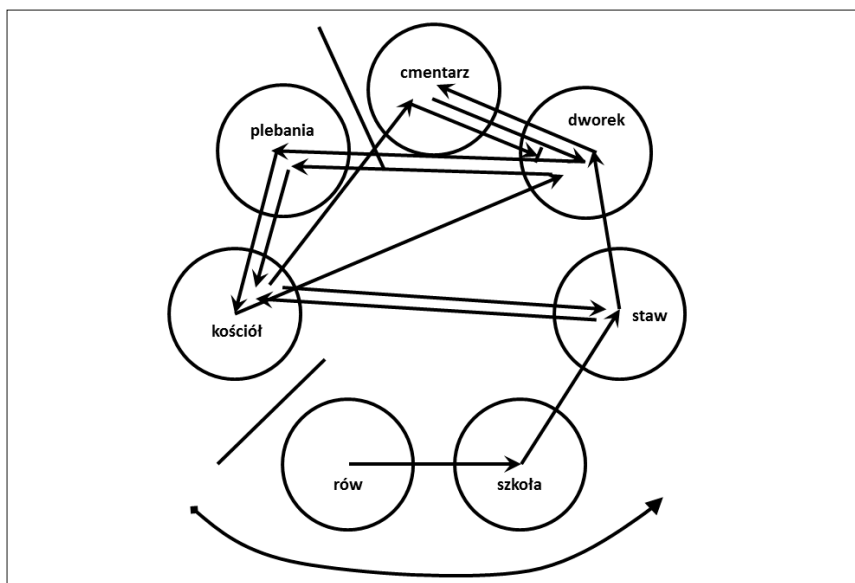 cmentarz
dworek
plebania
kościół
staw
rów
szkoła